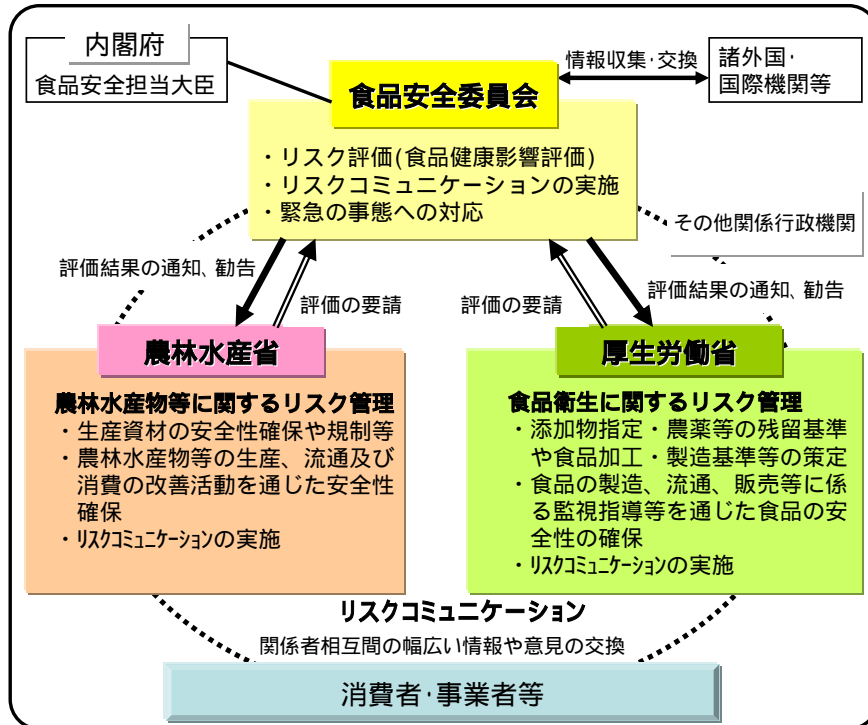 内閣府
食品安全担当大臣
食品安全委員会
情報収集・交換
諸外国・
国際機関等
・リスク評価(食品健康影響評価)
・リスクコミュニケーションの実施
・緊急の事態への対応
その他関係行政機関
評価結果の通知、勧告
評価の要請
評価の要請
評価結果の通知、勧告
農林水産省
農林水産物等に関するリスク管理
・生産資材の安全性確保や規制等
・農林水産物等の生産、流通及び
消費の改善活動を通じた安全性
確保
・リスクコミュニケーションの実施
厚生労働省
食品衛生に関するリスク管理
・添加物指定・農薬等の残留基準
や食品加工・製造基準等の策定
・食品の製造、流通、販売等に係
る監視指導等を通じた食品の安
全性の確保
・リスクコミュニケーションの実施
リスクコミュニケーション
関係者相互間の幅広い情報や意見の交換
消費者・事業者等